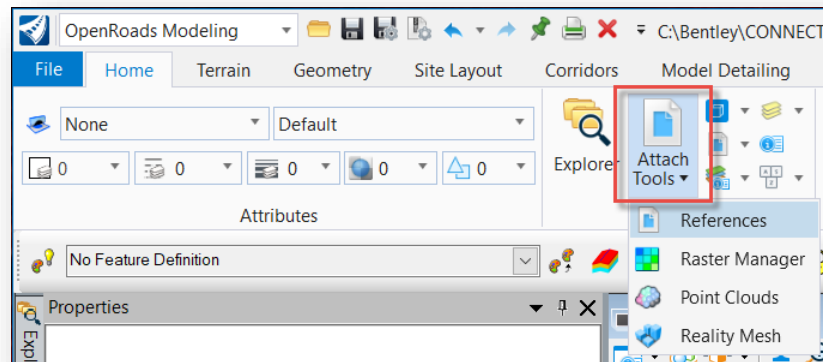 OpenRoads Modeling C:\Bentley\CONNECT
File Home Terrain Geometry Site Layout Corridors Model Detailing
None Default
0 0 0 0 0
Explorer
Attach
Tools
Attributes
References
No Feature Definition
Raster Manager
Properties
Point Clouds
Reality Mesh